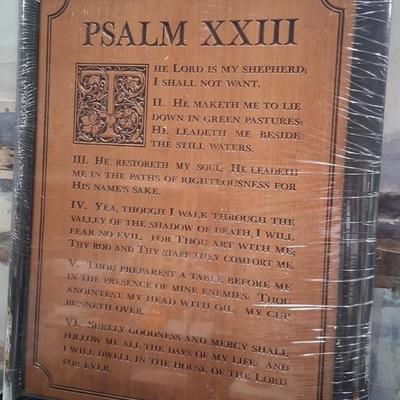 PSALM XXIII
THE LORD IS MY SHEPHERD;
I SHALL NOT WANT.
II. HE MAKETH ME TO LIE
DOWN IN GREEN PASTURES:
HE LEADETH ME BESIDE
THE STILL WATERS.
III. HE RESTORETH MY SOUL: HE LEADETH
ME IN THE PATHS OF RIGHTEOUSNESS FOR
HIS NAME'S SAKE.
IV. YEA, THOUGH I WALK THROUGH THE
VALLEY OF THE SHADOW OF DEATH, I WILL
FEAR NO EVIL: FOR THOU ART WITH ME;
THY ROD AND THY STAFF THEY COMFORT ME.
V. THOU PREPAREST A TABLE BEFORE ME
IN THE PRESENCE OF MINE ENEMIES: THOU
ANOINTEST MY HEAD WITH OIL. MY CUP
RUNNETH OVER.
VI. SURELY GOODNESS AND MERCY SHALL
FOLLOW ME ALL THE DAYS OF MY LIFE: AND
I WILL DWELL IN THE HOUSE OF THE LORD
FOR EVER.